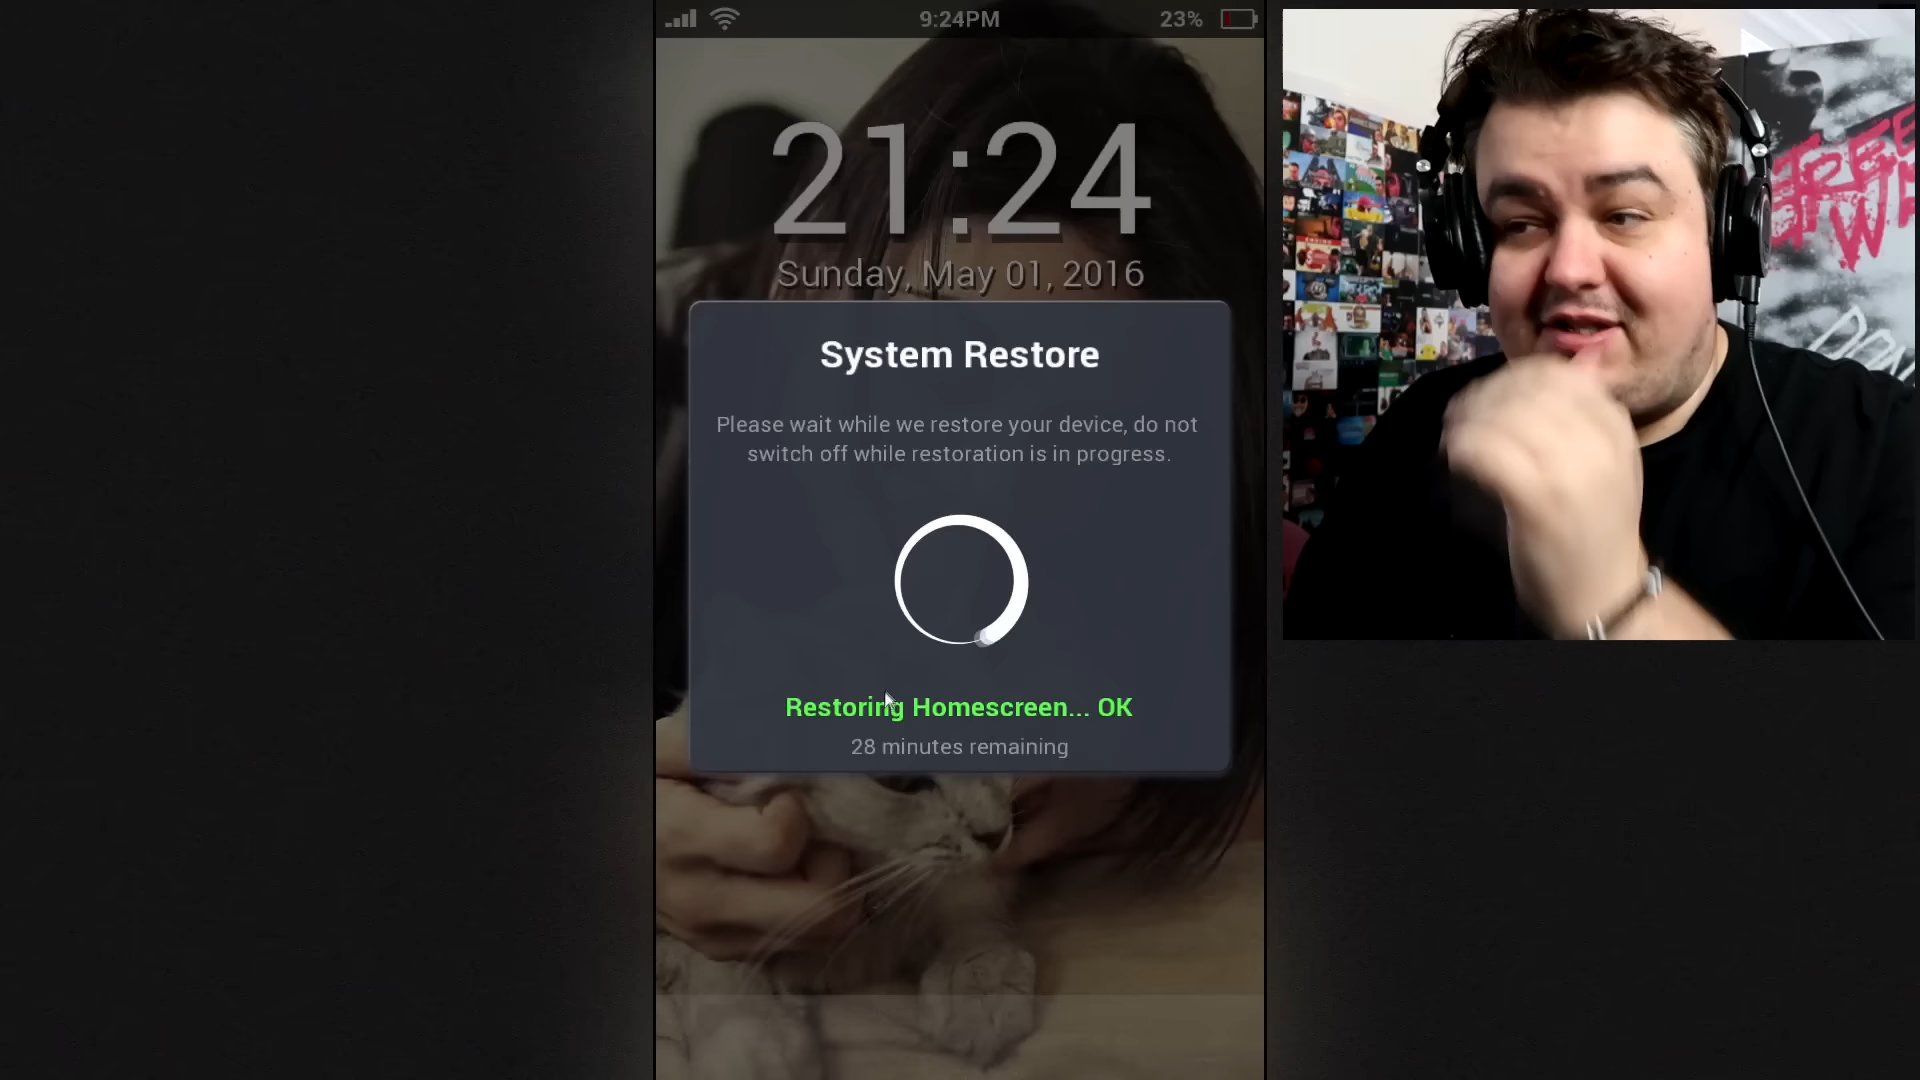 9:24PM
23%
21:24
Sunday, May 01, 2016
System Restore
Please wait while we restore your device, do not
switch off while restoration is in progress.
Restoring Homescreen... OK
28 minutes remaining